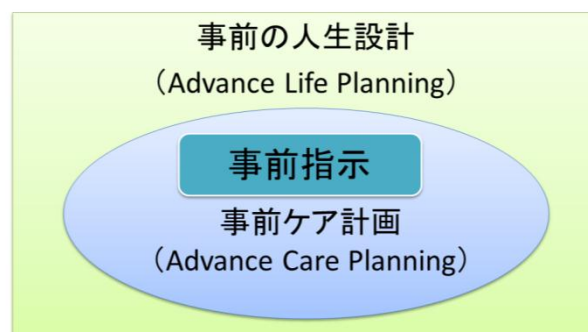 事前の人生設計
（Advance Life Planning）
事前指示
事前ケア計画
（Advance Care Planning）